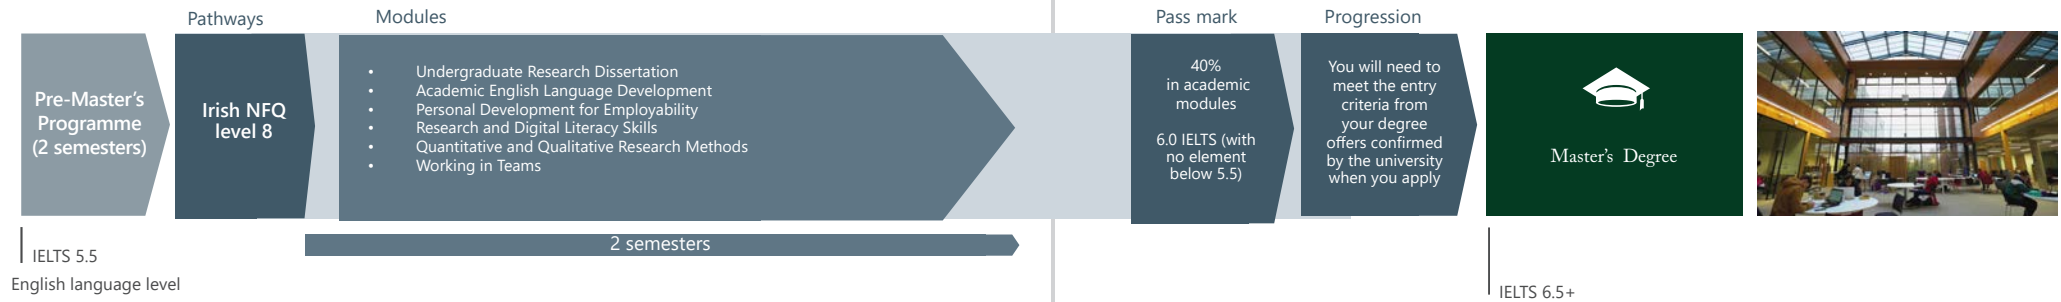 Pathways
Modules
Pass mark
Progression
Pre-Master's
Programme
(2 semesters)
Irish NFQ
level 8
• Undergraduate Research Dissertation
• Academic English Language Development
• Personal Development for Employability
• Research and Digital Literacy Skills
• Quantitative and Qualitative Research Methods
• Working in Teams
40%
in academic
modules
6.0 IELTS (with
no element
below 5.5)
You will need to
meet the entry
criteria from
your degree
offers confirmed
by the university
when you apply
Master's Degree
2 semesters
IELTS 5.5
English language level
IELTS 6.5+